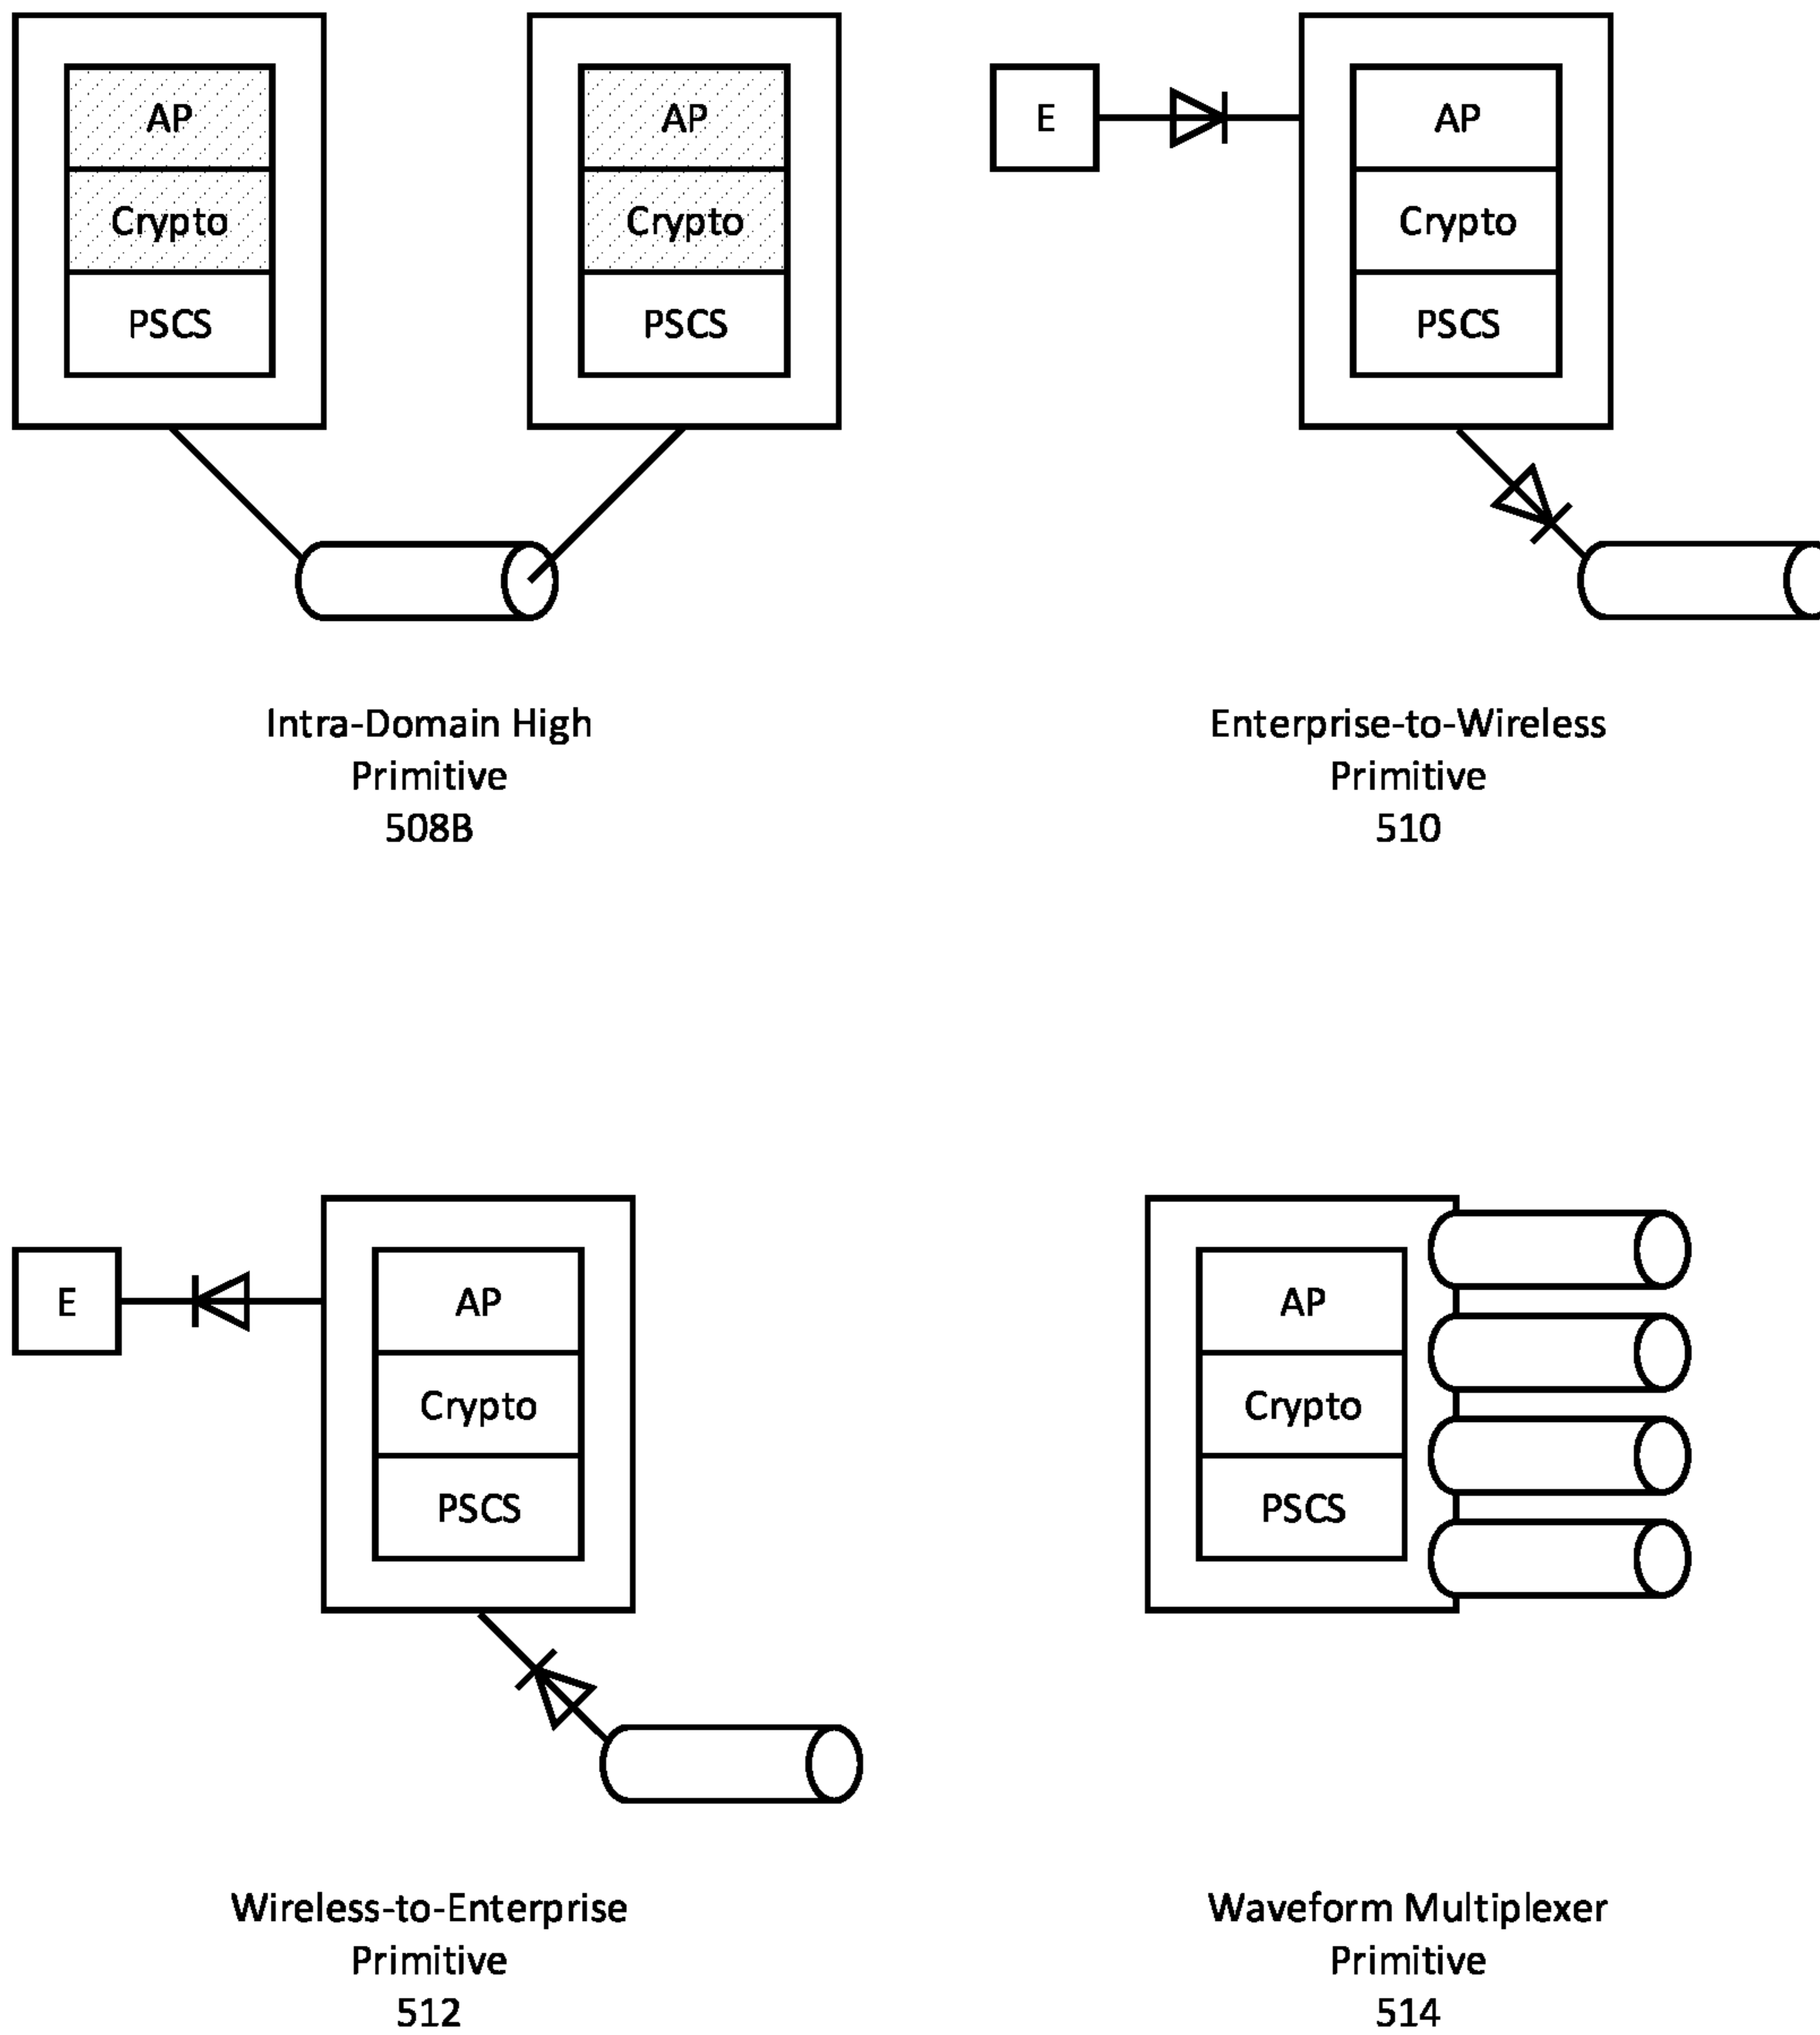 AP
Crypto
PSCS
AP
Crypto
PSCS
Intra-Domain High
Primitive
508B
E
AP
Crypto
PSCS
Enterprise-to-Wireless
Primitive
510
E
AP
Crypto
PSCS
Wireless-to-Enterprise
Primitive
512
AP
Crypto
PSCS
Waveform Multiplexer
Primitive
514